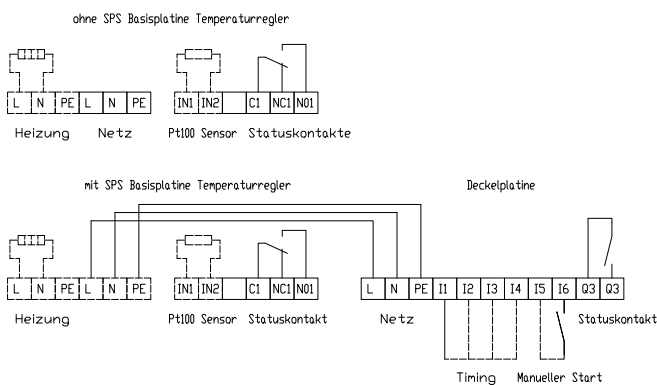 ohne SPS Basisplatine Temperaturregler
L N PE L N PE IN1 IN2 C1 NC1 NO1
Heizung Netz Pt100 Sensor Statuskontakte
mit SPS Basisplatine Temperaturregler Deckelplatine
L N PE L N PE IN1 IN2 C1 NC1 NO1 L N PE I1 I2 I3 I4 I5 I6 Q3 Q3
Heizung Pt100 Sensor Statuskontakt Netz Statuskontakt
Timing Manueller Start